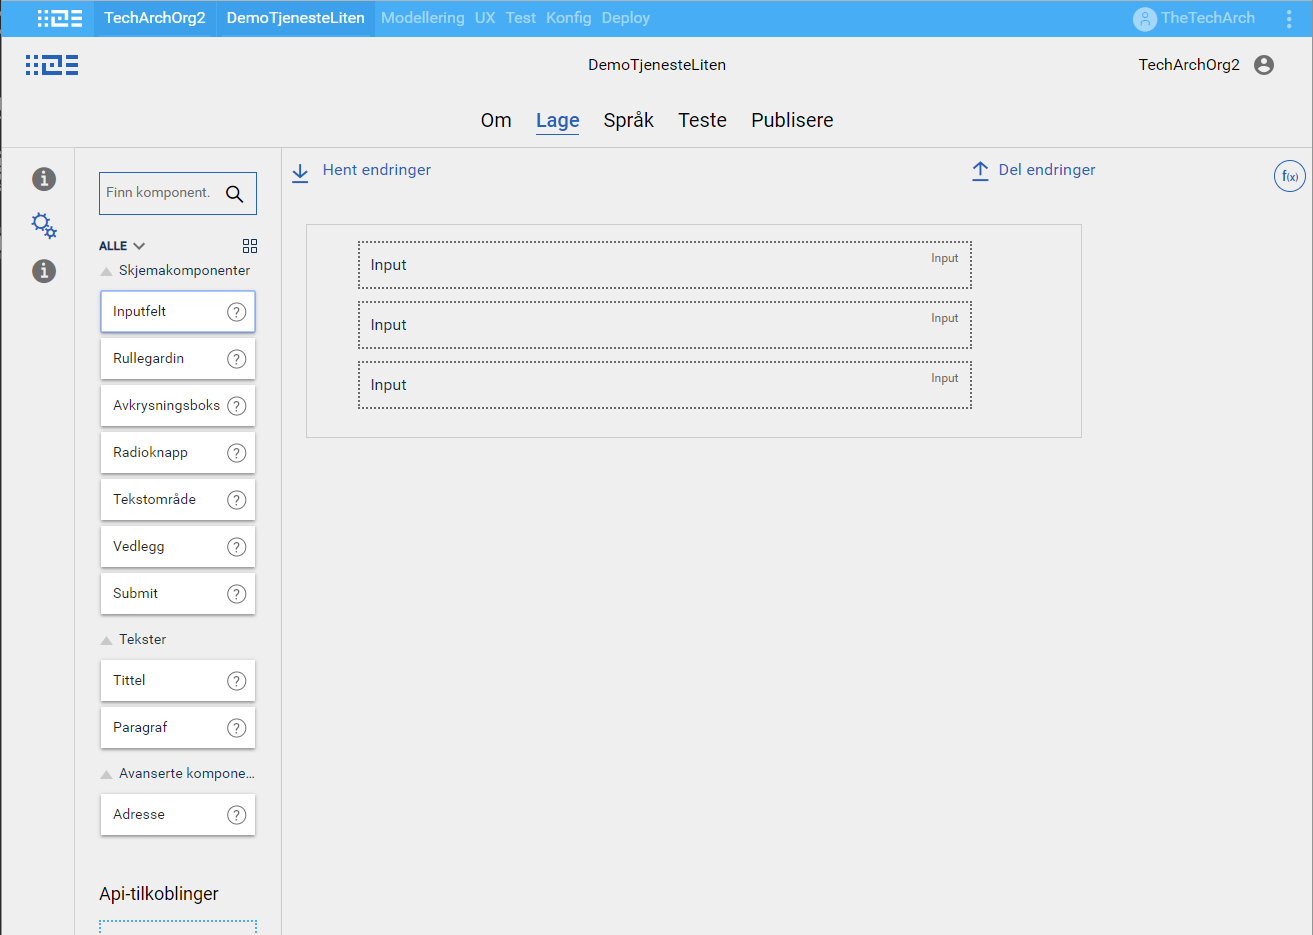 TechArchOrg2 DemoTjenesteLiten Modellering UX Test Konfig Deploy TheTechArch
DemoTjenesteLiten TechArchOrg2
Om Lage Språk Teste Publisere
Hent endringer Del endringer f(x)
Finn komponent.
ALLE
Skjemakomponenter
Inputfelt ?
Rullegardin ?
Avkrysningsboks ?
Radioknapp ?
Tekstområde ?
Vedlegg ?
Submit ?
Tekster
Tittel ?
Paragraf ?
Avanserte kompone...
Adresse ?
Api-tilkoblinger
Input Input
Input Input
Input Input